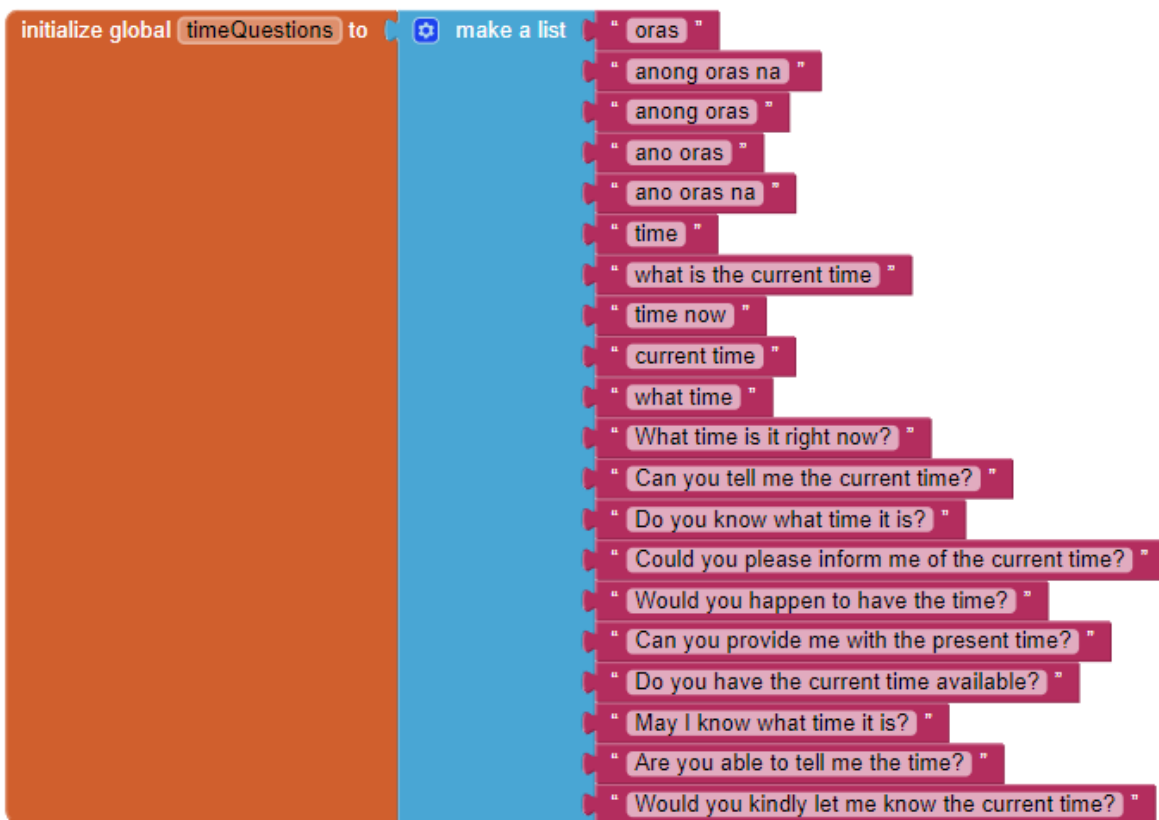 initialize global timeQuestions to make a list " oras "
" anong oras na "
" anong oras "
" ano oras "
" ano oras na "
" time "
" what is the current time "
" time now "
" current time "
" what time "
" What time is it right now? "
" Can you tell me the current time? "
" Do you know what time it is? "
" Could you please inform me of the current time? "
" Would you happen to have the time? "
" Can you provide me with the present time? "
" Do you have the current time available? "
" May I know what time it is? "
" Are you able to tell me the time? "
" Would you kindly let me know the current time? "